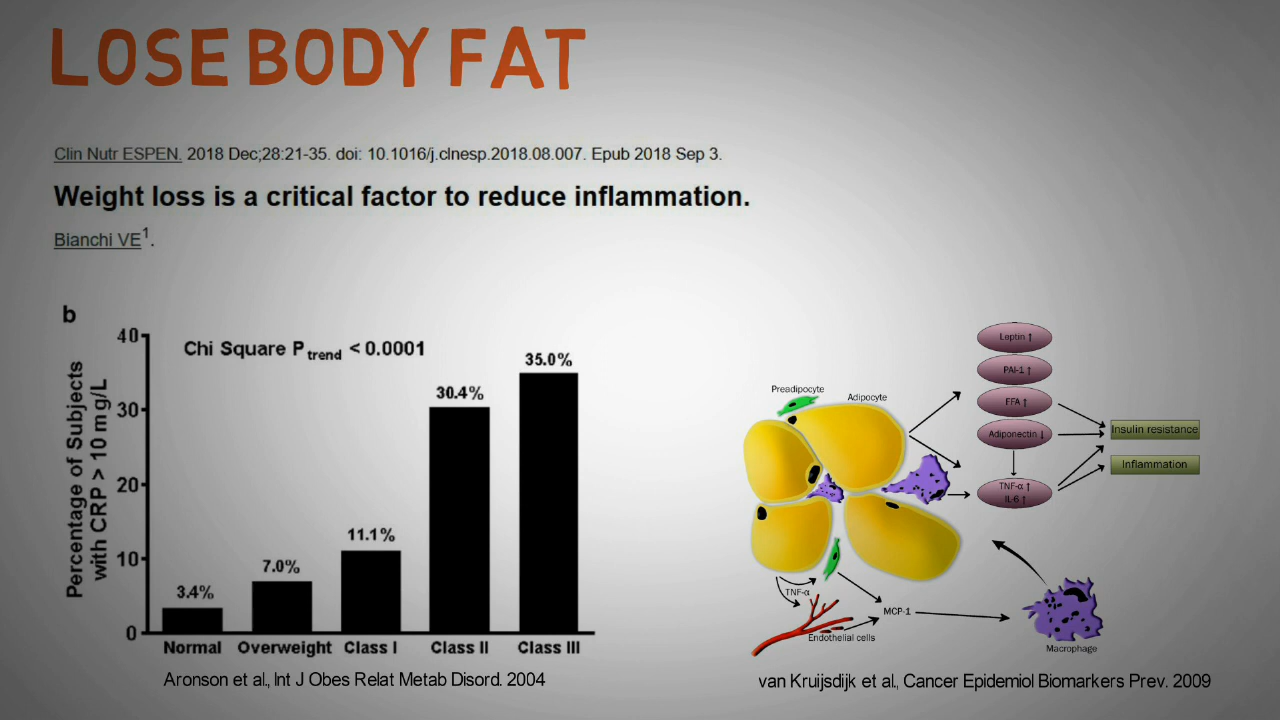 LOSE BODY FAT
Clin Nutr ESPEN. 2018 Dec;28:21-35. doi: 10.1016/j.clnesp.2018.08.007. Epub 2018 Sep 3.
Weight loss is a critical factor to reduce inflammation.
Bianchi VE1.
b
Percentage of Subjects
with CRP > 10 mg/L
40
30
20
10
0
Chi Square P trend < 0.0001
3.4%
7.0%
11.1%
30.4%
35.0%
Normal Overweight Class I Class II Class III
Aronson et al., Int J Obes Relat Metab Disord. 2004
Preadipocyte
Adipocyte
Leptin ↑
PAI-1 ↑
FFA ↑
Adiponectin ↓
TNF-α ↑
IL-6 ↑
Insulin resistance
Inflammation
TNF-α
MCP-1
Endothelial cells
Macrophage
van Kruijsdijk et al., Cancer Epidemiol Biomarkers Prev. 2009